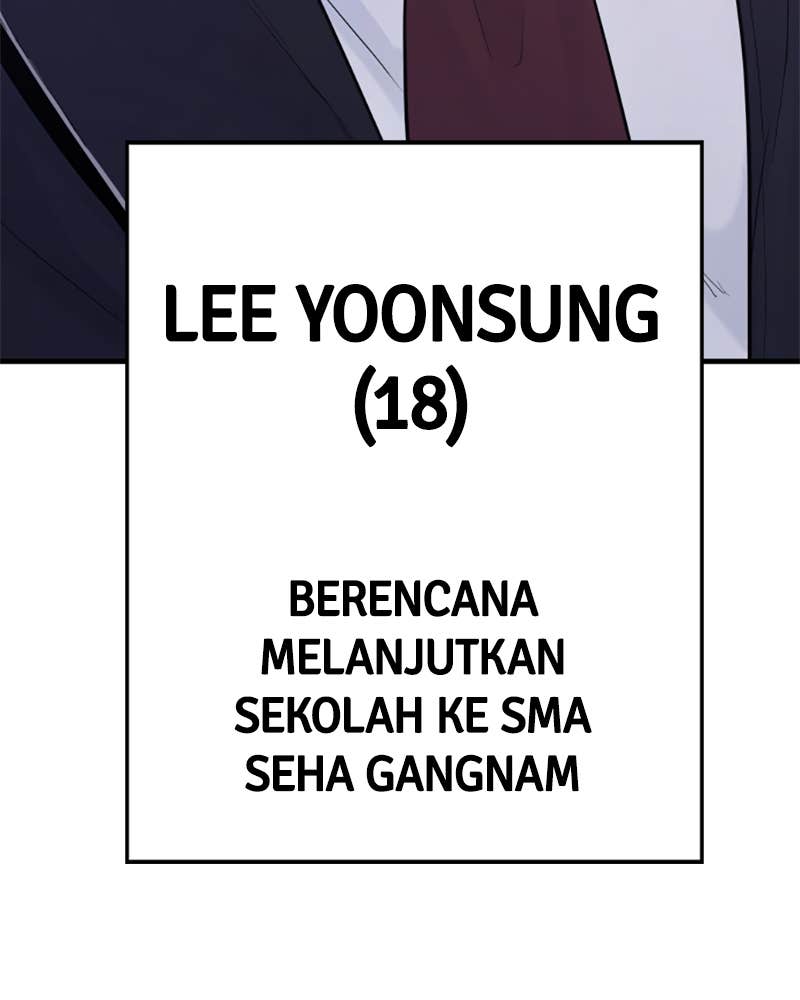 LEE YOONSUNG
(18)
BERENCANA
MELANJUTKAN
SEKOLAH KE SMA
SEHA GANGNAM